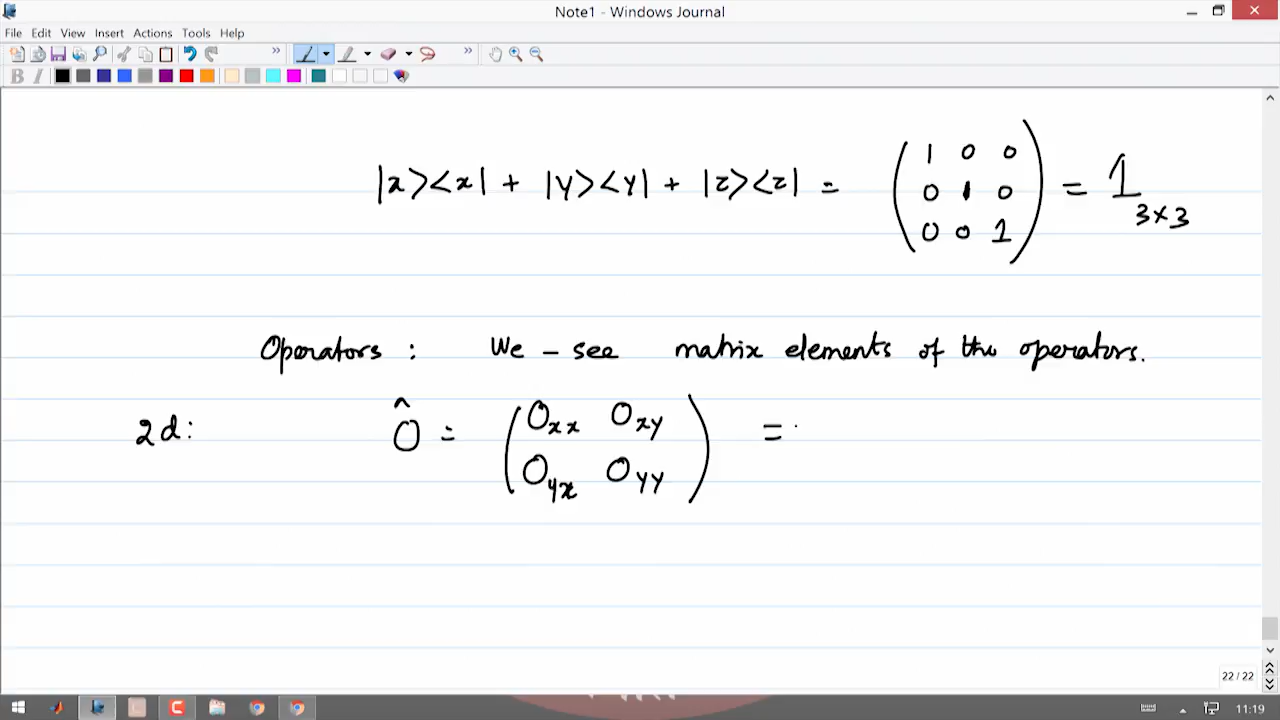 Note1 - Windows Journal
File Edit View Insert Actions Tools Help
|x><x| + |y><y| + |z><z| = (1 0 0
0 1 0
0 0 1) = 1 3×3
Operators : We - see matrix elements of the operators.
2d: Ô = (Oxx Oxy
Oyx Oyy) =
22 / 22
11:19